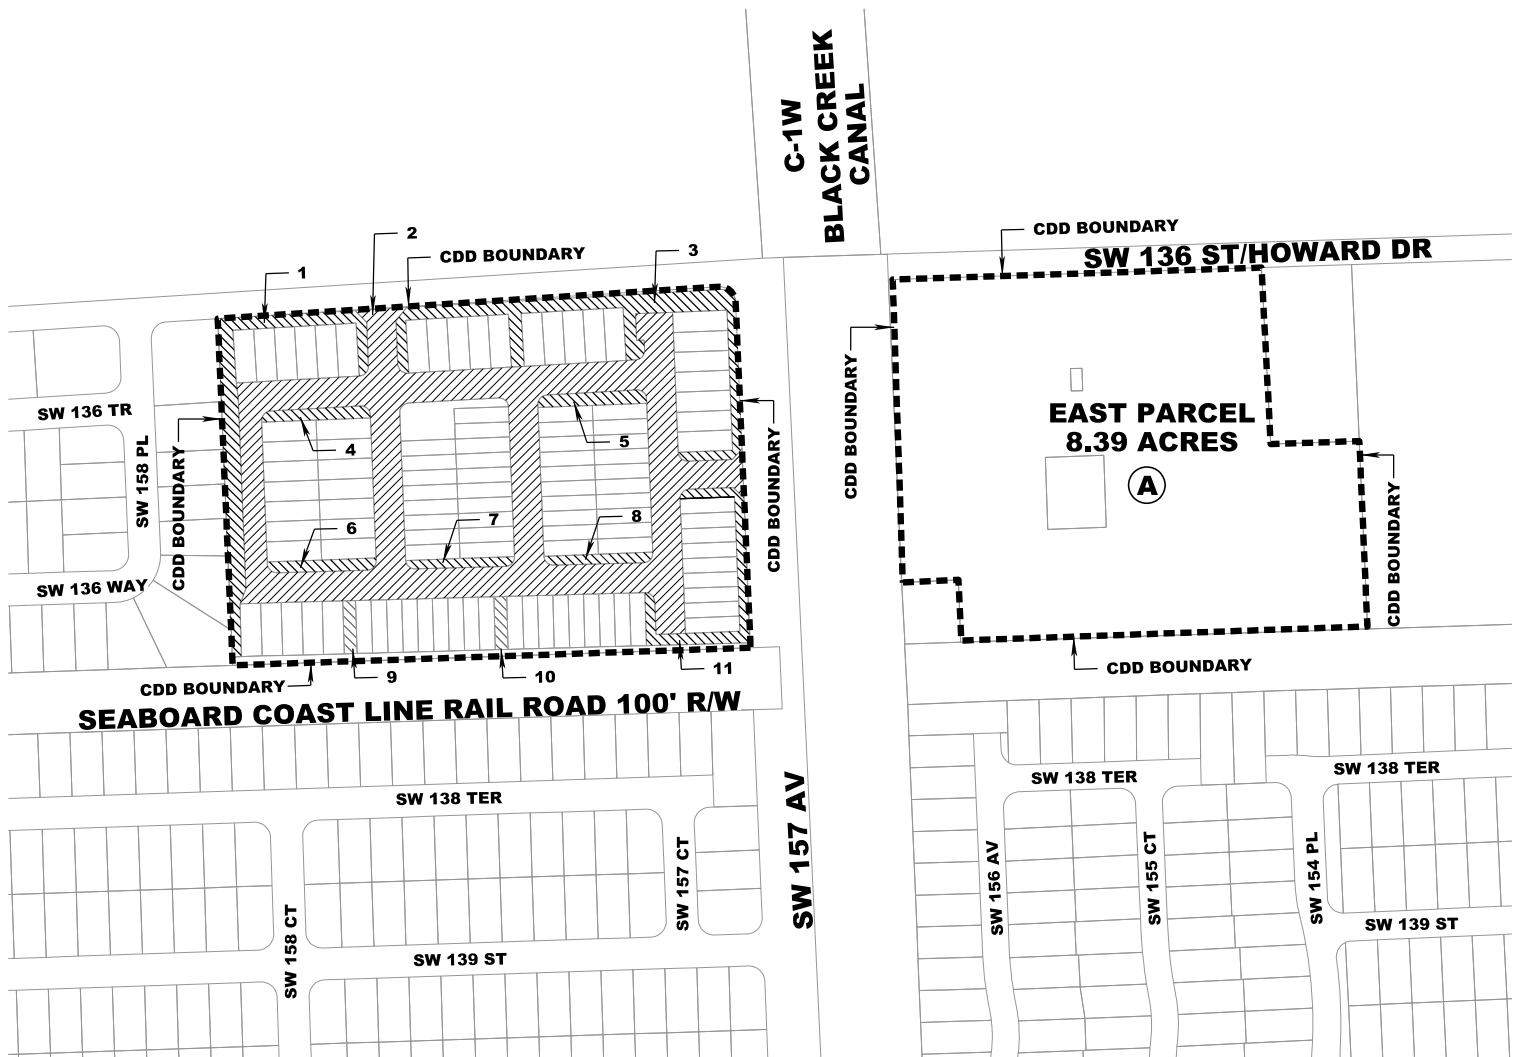 C-1W
BLACK CREEK
CANAL
2
CDD BOUNDARY
3
1
CDD BOUNDARY
SW 136 ST/HOWARD DR
SW 136 TR
SW 158 PL
CDD BOUNDARY
4
5
6
7
8
CDD BOUNDARY
CDD BOUNDARY
EAST PARCEL
8.39 ACRES
A
CDD BOUNDARY
SW 136 WAY
CDD BOUNDARY
9
10
11
CDD BOUNDARY
SEABOARD COAST LINE RAIL ROAD 100' R/W
SW 138 TER
SW 157 CT
SW 157 AV
SW 158 CT
SW 139 ST
SW 138 TER
SW 138 TER
SW 156 AV
SW 155 CT
SW 154 PL
SW 139 ST